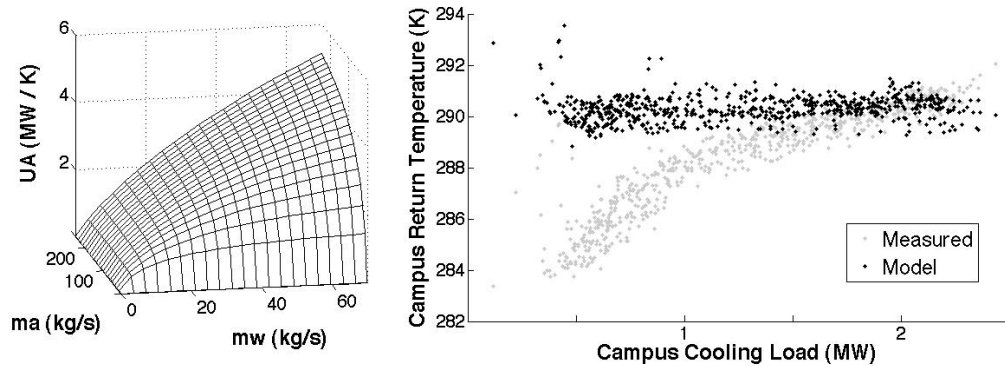 6
4
2
UA (MW / K)
200
100
ma (kg/s)
0
20
40
60
mw (kg/s)
294
292
290
288
286
284
282
Campus Return Temperature (K)
Measured
Model
1
2
Campus Cooling Load (MW)